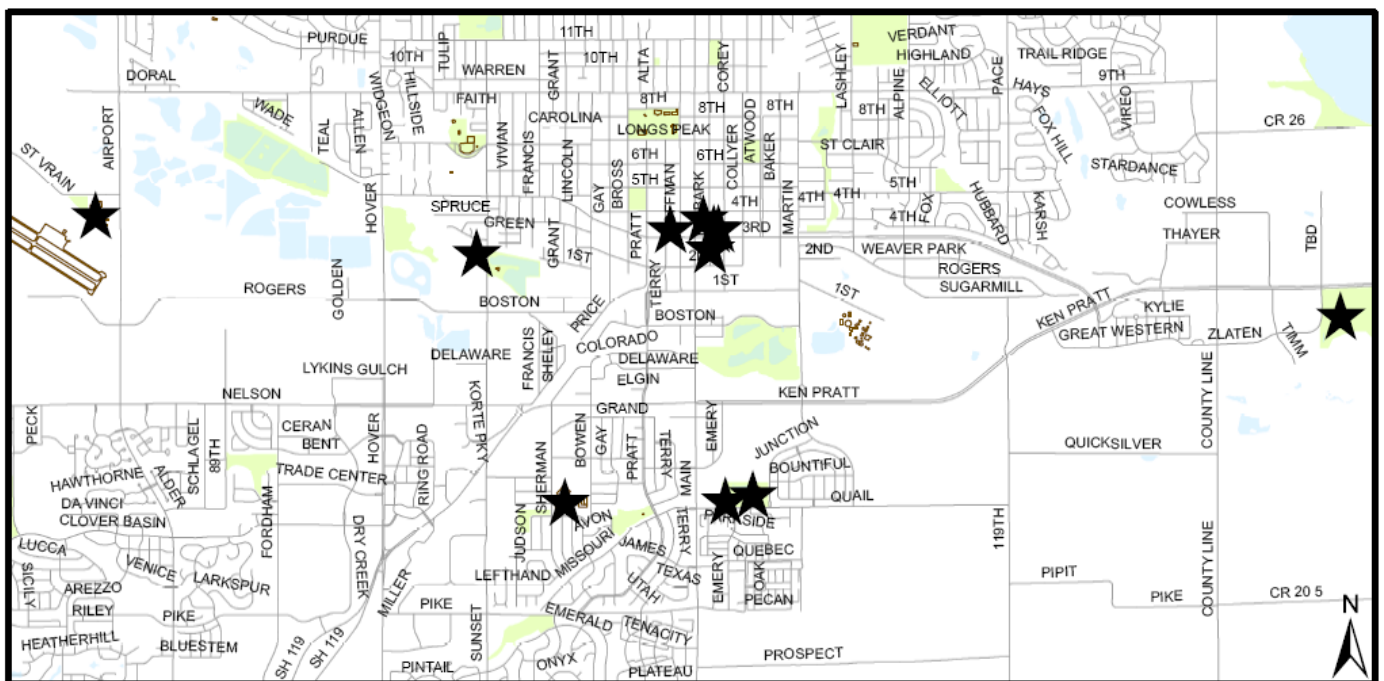 PURDUE
TULIP
11TH
10TH
GRANT
10TH
ALTA
COREY
LASHLEY
VERDANT
HIGHLAND
TRAIL RIDGE
DORAL
WARREN
PACE
9TH
AIRPORT
WADE
TEAL
ALLEN
WIDGEON
HILLSIDE
FAITH
CAROLINA
8TH
8TH
8TH
8TH
ALPINE
ELLIOTT
HAYS
FOX HILL
VIREO
CR 26
VIVIAN
FRANCIS
LINCOLN
LONGS PEAK
ATWOOD
BAKER
COLLYER
ST CLAIR
STARDANCE
ST VRAIN
HOVER
GAY
BROSS
6TH
5TH
6TH
MARTIN
5TH
HUBBARD
KARSH
SPRUCE
GREEN
GRANT
1ST
PRATT
FFMAN
PARK
4TH
3RD
4TH
4TH
4TH
FOX
COWLESS
THAYER
TBD
2ND
WEAVER PARK
ROGERS
SUGARMILL
ROGERS
GOLDEN
BOSTON
PRICE
TERRY
1ST
1ST
BOSTON
KEN PRATT
KYLIE
GREAT WESTERN
ZLATEN
TIMM
DELAWARE
FRANCIS
SHELEY
COLORADO
DELAWARE
ELGIN
LYKINS GULCH
NELSON
KORTE PKY
GRAND
KEN PRATT
COUNTY LINE
PECK
SCHLAGEL
89TH
CERAN
BENT
HOVER
RING ROAD
SHERMAN
BOWEN
GAY
PRATT
TERRY
MAIN
EMERY
JUNCTION
BOUNTIFUL
QUICKSILVER
HAWTHORNE
ALDER
TRADE CENTER
QUAIL
DA VINCI
CLOVER BASIN
FORDHAM
DRY CREEK
JUDSON
AVON
MISSOURI
TERRY
PARKSIDE
119TH
COUNTY LINE
LUCCA
VENICE
LARKSPUR
JAMES
TEXAS
QUEBEC
SICILY
AREZZO
MILLER
LEFTHAND
UTAH
EMERY
OAK
PECAN
PIPIT
RILEY
PIKE
PIKE
SUNSET
EMERALD
TENACITY
PIKE
CR 20 5
N
HEATHERHILL
BLUESTEM
SH 119
SH 119
PINTAIL
ONYX
PLATEAU
PROSPECT